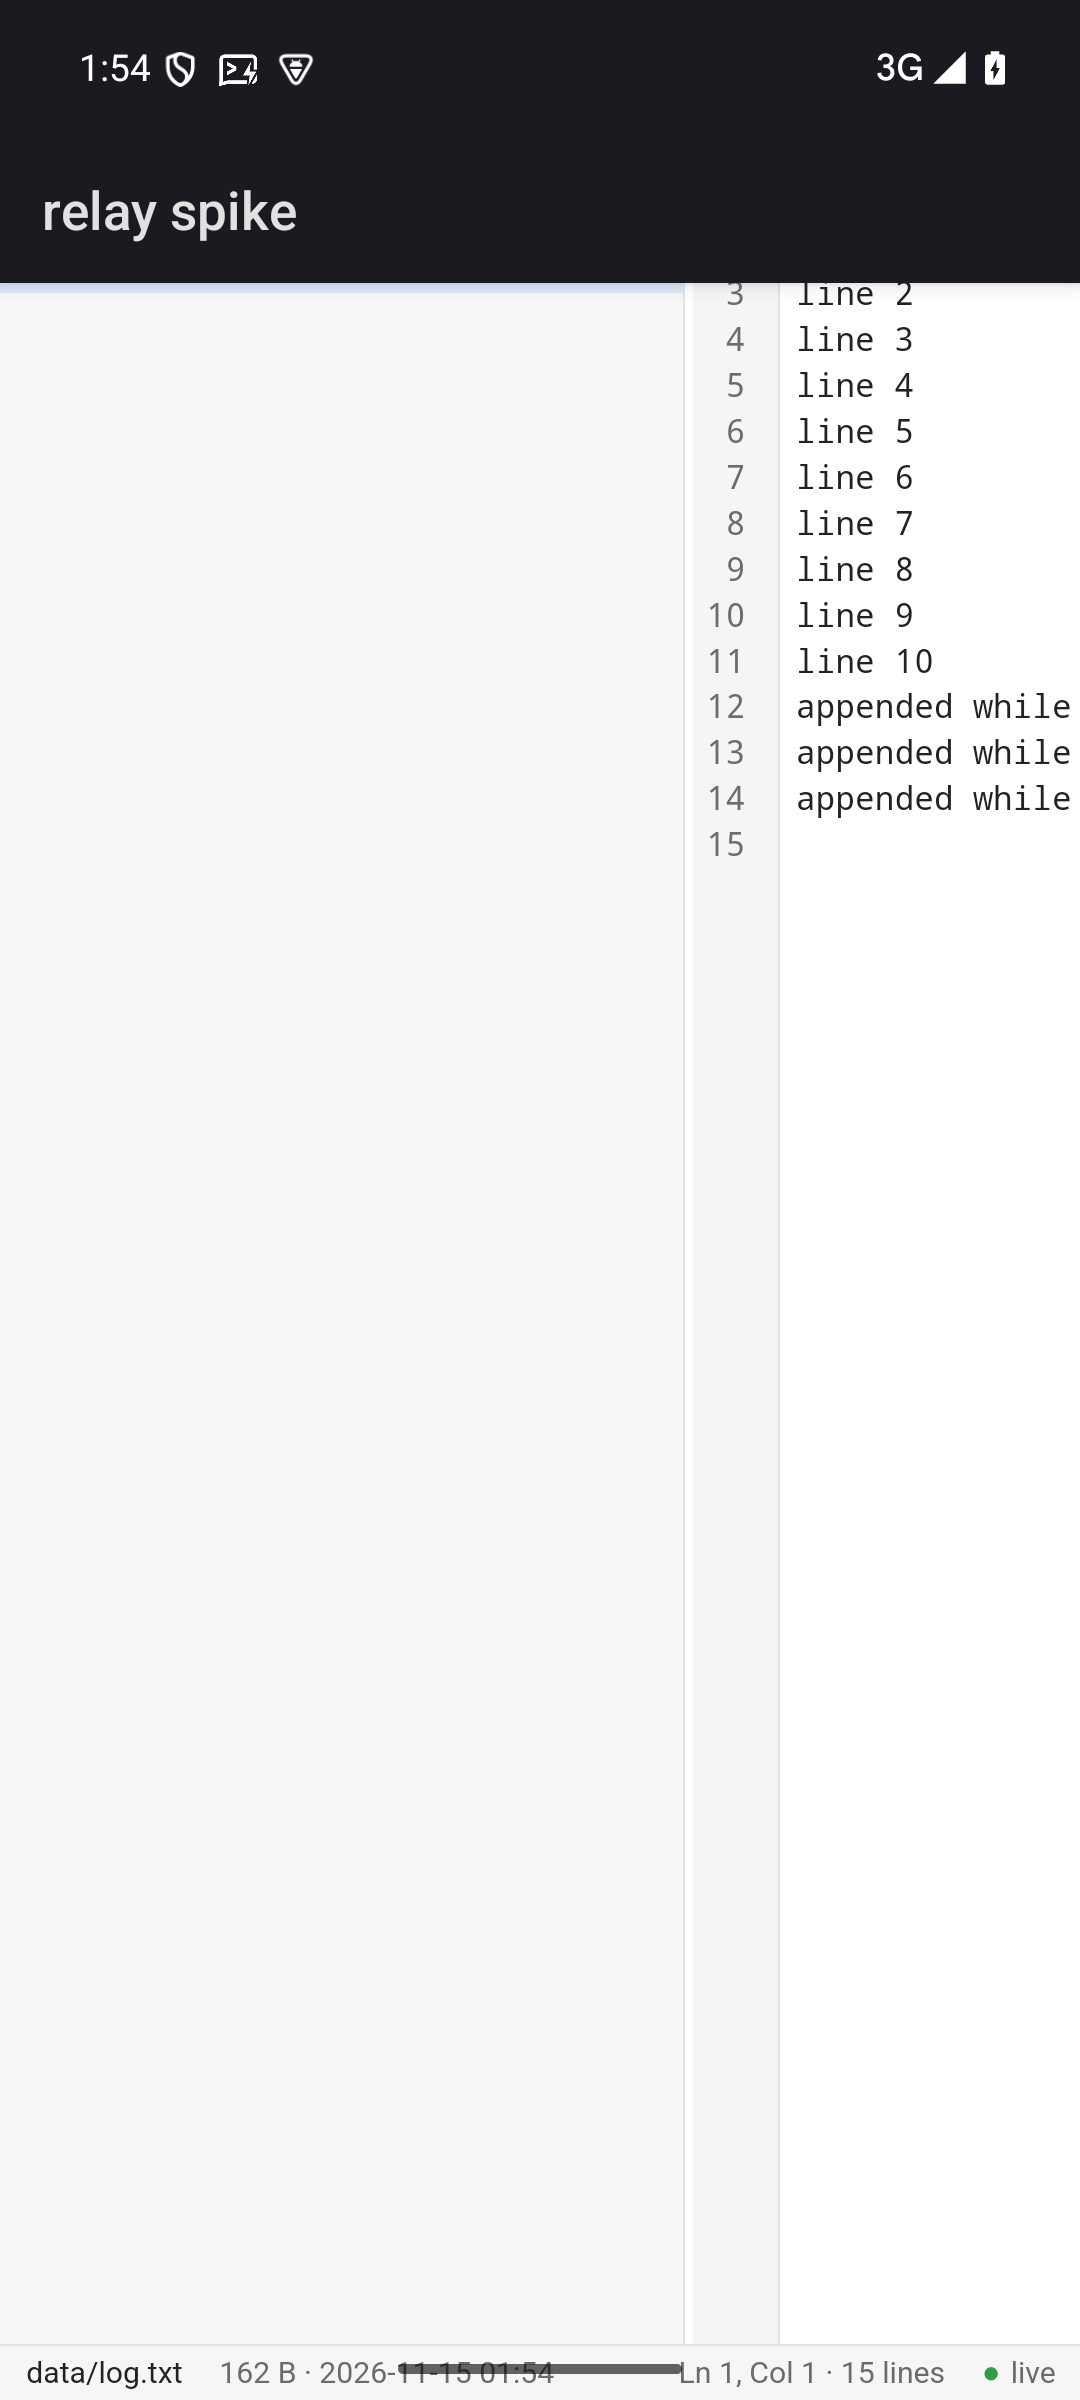 1:54
3G
relay spike
3 line 2
4 line 3
5 line 4
6 line 5
7 line 6
8 line 7
9 line 8
10 line 9
11 line 10
12 appended while
13 appended while
14 appended while
15
data/log.txt 162 B · 2026-11-15 01:54 Ln 1, Col 1 · 15 lines live